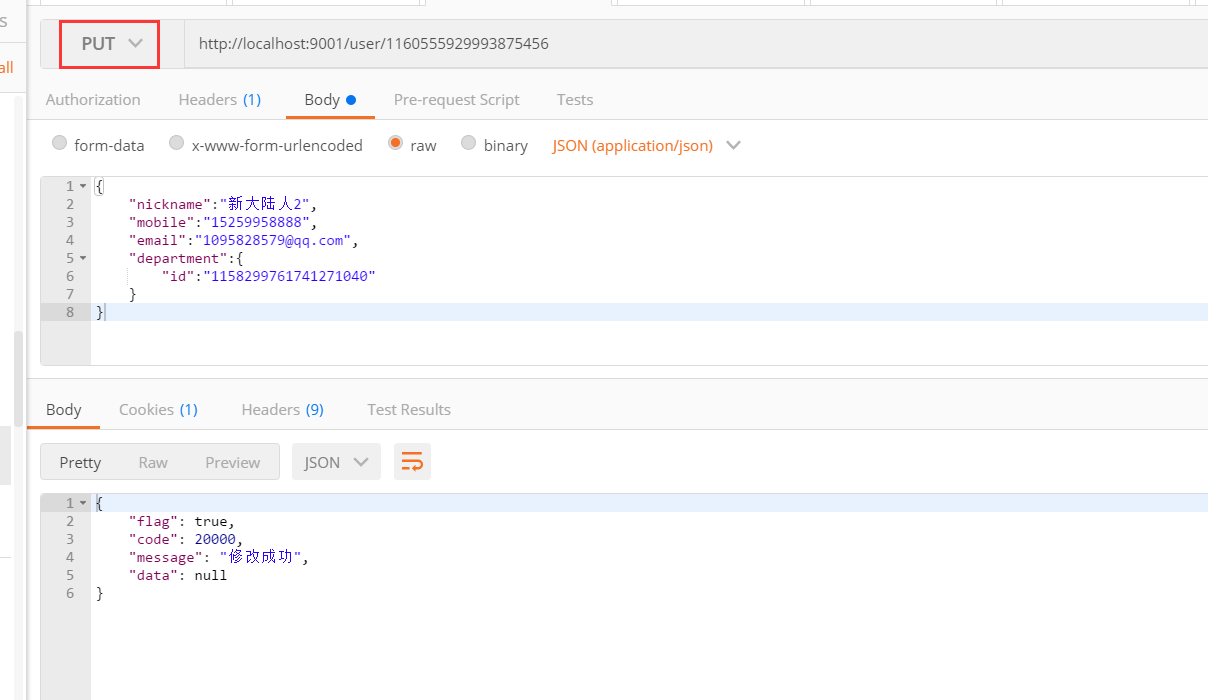 s
PUT
http://localhost:9001/user/1160555929993875456
all
Authorization Headers (1) Body Pre-request Script Tests
form-data x-www-form-urlencoded raw binary JSON (application/json)
1 {
2 "nickname":"新大陆人2",
3 "mobile":"15259958888",
4 "email":"1095828579@qq.com",
5 "department":{
6 "id":"1158299761741271040"
7 }
8 }
Body Cookies (1) Headers (9) Test Results
Pretty Raw Preview JSON
1 {
2 "flag": true,
3 "code": 20000,
4 "message": "修改成功",
5 "data": null
6 }